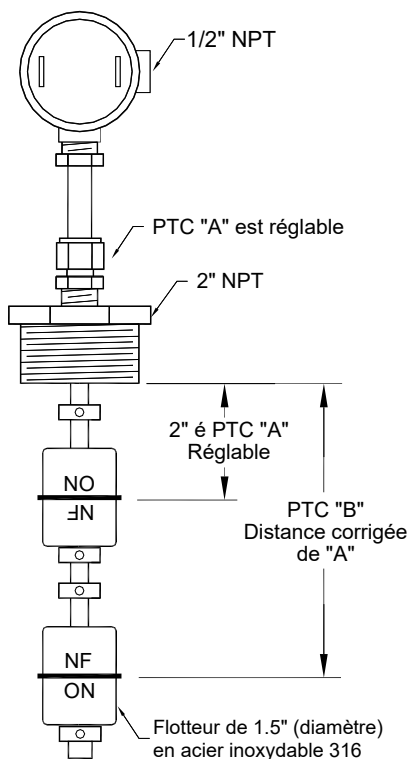 1/2" NPT
PTC "A" est réglable
2" NPT
2" é PTC "A"
Réglable
NO
NF
PTC "B"
Distance corrigée
de "A"
NF
ON
Flotteur de 1.5" (diamètre)
en acier inoxydable 316